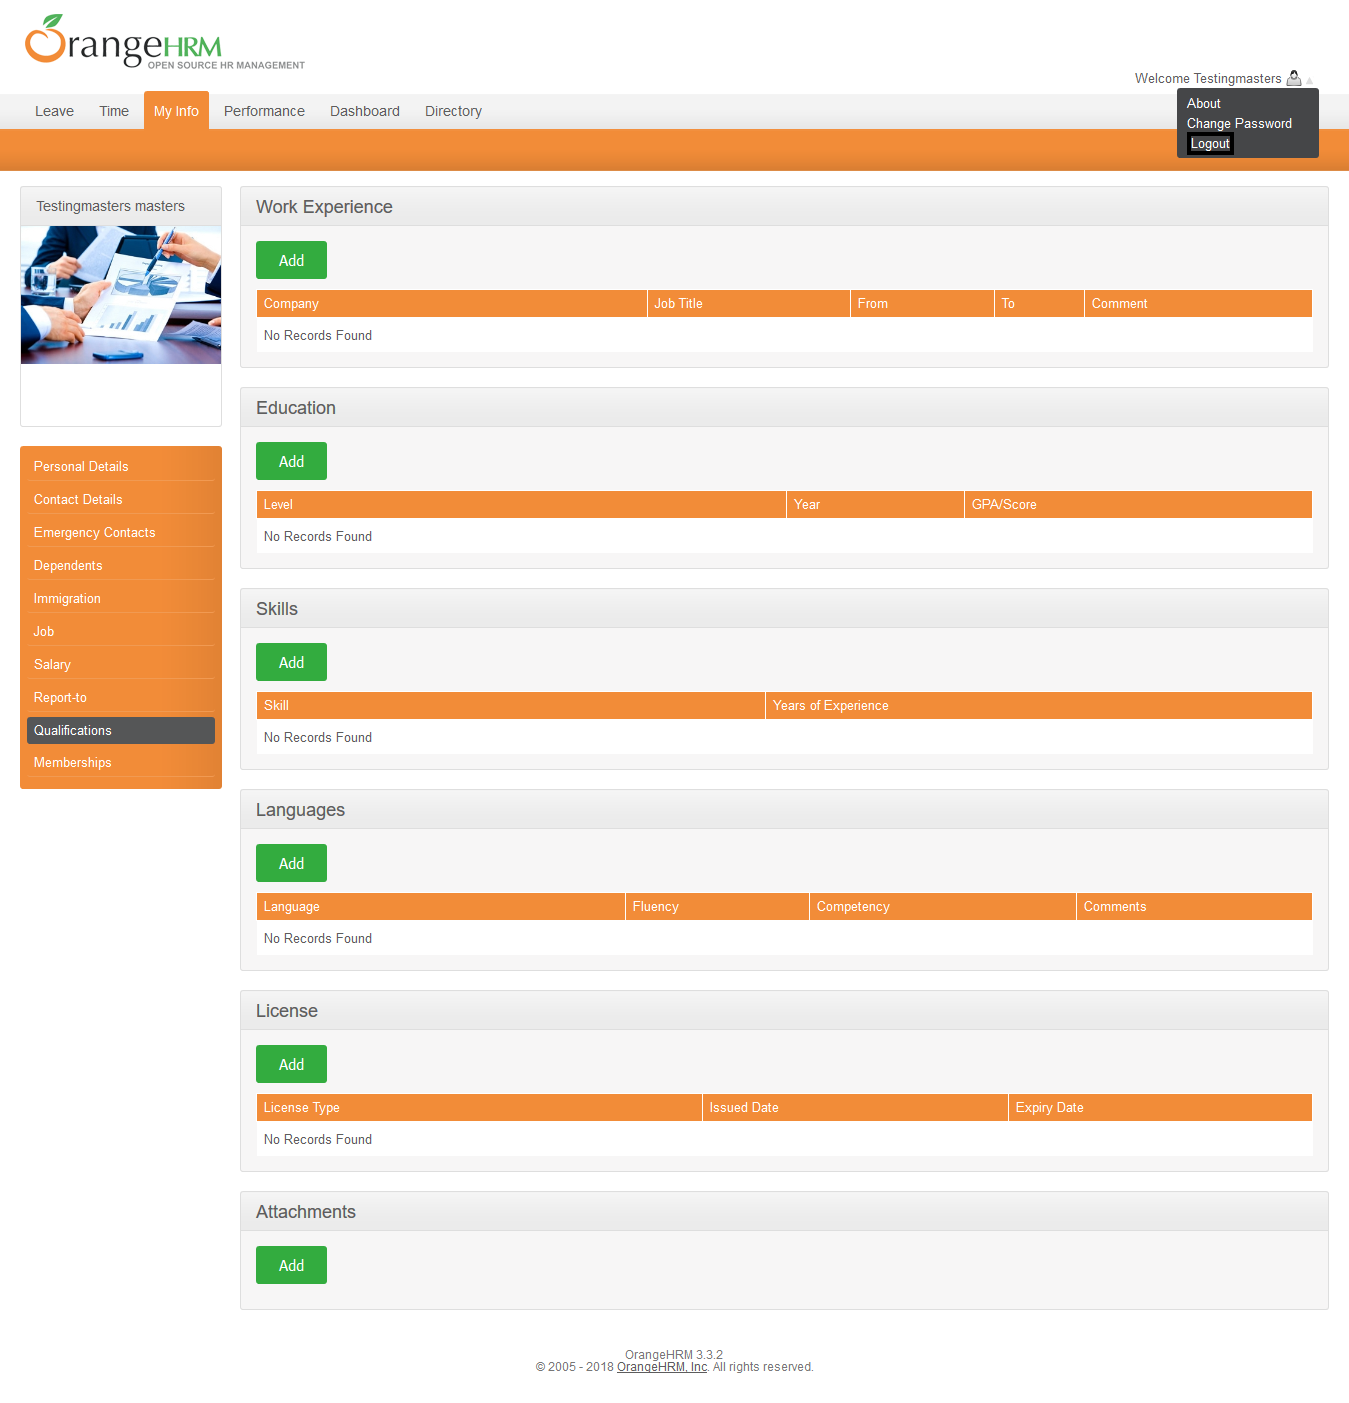 OrangeHRM
OPEN SOURCE HR MANAGEMENT
Welcome Testingmasters
About
Change Password
Logout
Leave Time My Info Performance Dashboard Directory
Testingmasters masters
Personal Details
Contact Details
Emergency Contacts
Dependents
Immigration
Job
Salary
Report-to
Qualifications
Memberships
Work Experience
Add
Company Job Title From To Comment
No Records Found
Education
Add
Level Year GPA/Score
No Records Found
Skills
Add
Skill Years of Experience
No Records Found
Languages
Add
Language Fluency Competency Comments
No Records Found
License
Add
License Type Issued Date Expiry Date
No Records Found
Attachments
Add
OrangeHRM 3.3.2
© 2005 - 2018 OrangeHRM, Inc. All rights reserved.